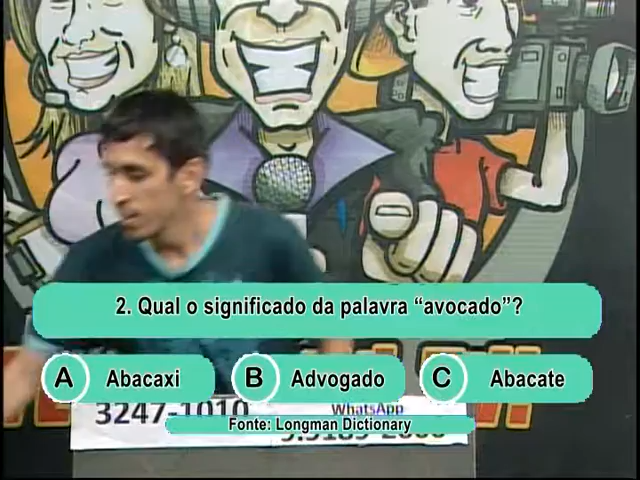 2. Qual o significado da palavra “avocado”?
A Abacaxi
B Advogado
C Abacate
3247-1010
WhatsApp
Fonte: Longman Dictionary